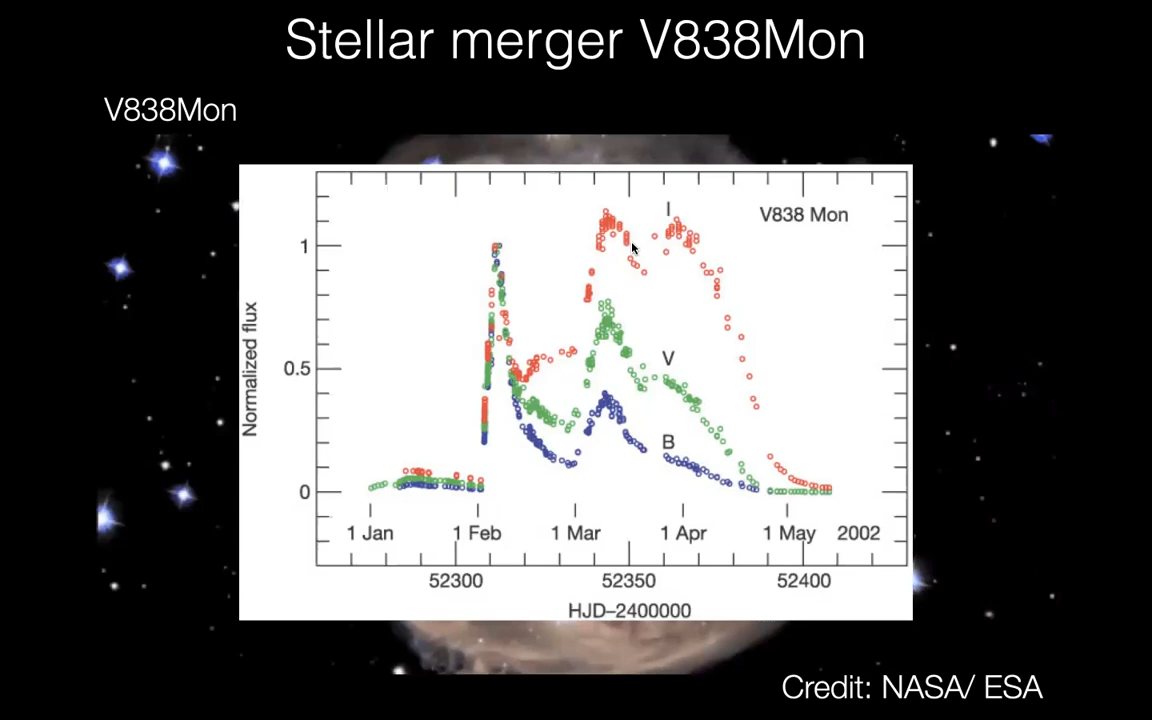 Stellar merger V838Mon
V838Mon
I
V838 Mon
1
Normalized flux
V
0.5
B
0
1 Jan 1 Feb 1 Mar 1 Apr 1 May 2002
52300 52350 52400
HJD–2400000
Credit: NASA/ ESA